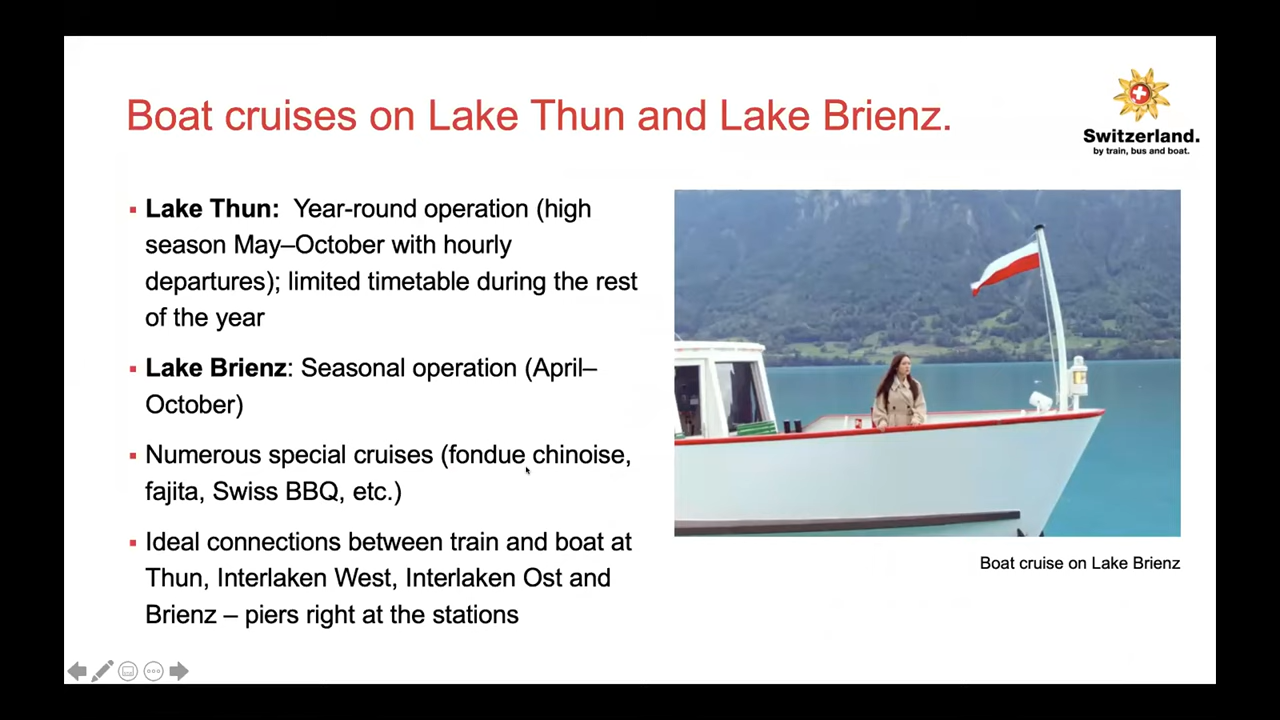 Boat cruises on Lake Thun and Lake Brienz.
Switzerland.
by train, bus and boat.
▪ Lake Thun: Year-round operation (high
season May–October with hourly
departures); limited timetable during the rest
of the year
▪ Lake Brienz: Seasonal operation (April–
October)
▪ Numerous special cruises (fondue chinoise,
fajita, Swiss BBQ, etc.)
▪ Ideal connections between train and boat at
Thun, Interlaken West, Interlaken Ost and
Brienz – piers right at the stations
Boat cruise on Lake Brienz